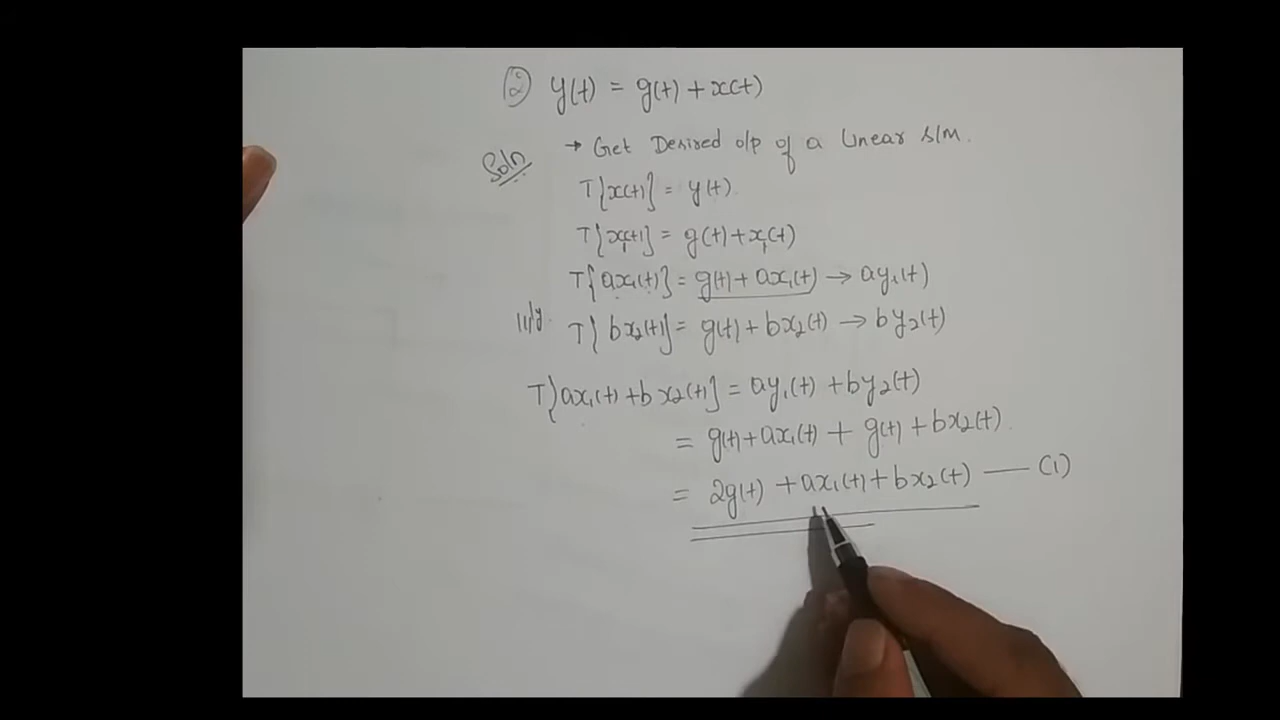 ② y(t) = g(t) + x(t)
Soln → Get Desired o/p of a linear s/m.
T{x(t)} = y(t).
T{x₁(t)} = g(t) + x₁(t)
T{ax₁(t)} = g(t) + ax₁(t) → ay₁(t)
lll/y T{bx₂(t)} = g(t) + bx₂(t) → by₂(t)
T{ax₁(t) + bx₂(t)} = ay₁(t) + by₂(t)
= g(t) + ax₁(t) + g(t) + bx₂(t)
= 2g(t) + ax₁(t) + bx₂(t) — (1)